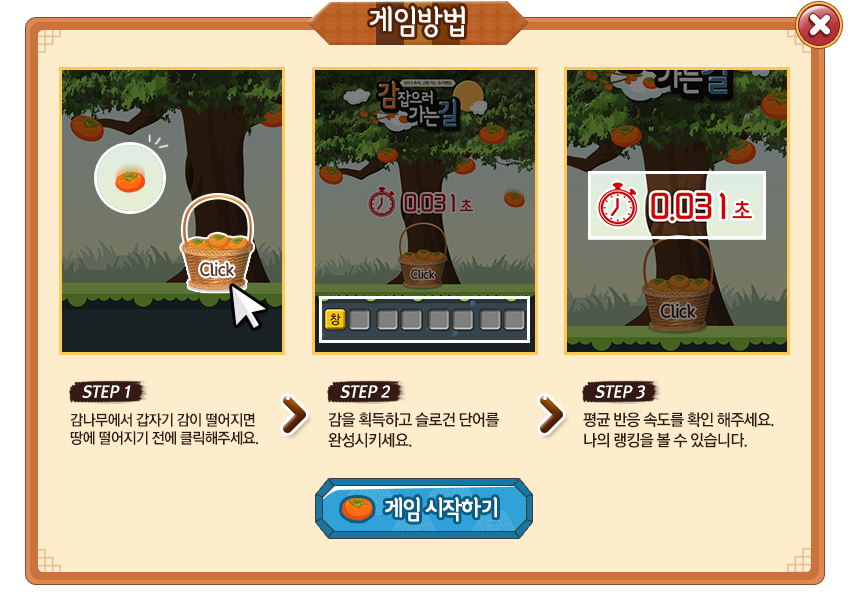 게임방법
Click
감잡으러
가는길
0.031초
Click
창
가는길
0.031초
Click
STEP 1
감나무에서 갑자기 감이 떨어지면
땅에 떨어지기 전에 클릭해주세요.
STEP 2
감을 획득하고 슬로건 단어를
완성시키세요.
STEP 3
평균 반응 속도를 확인 해주세요.
나의 랭킹을 볼 수 있습니다.
게임 시작하기